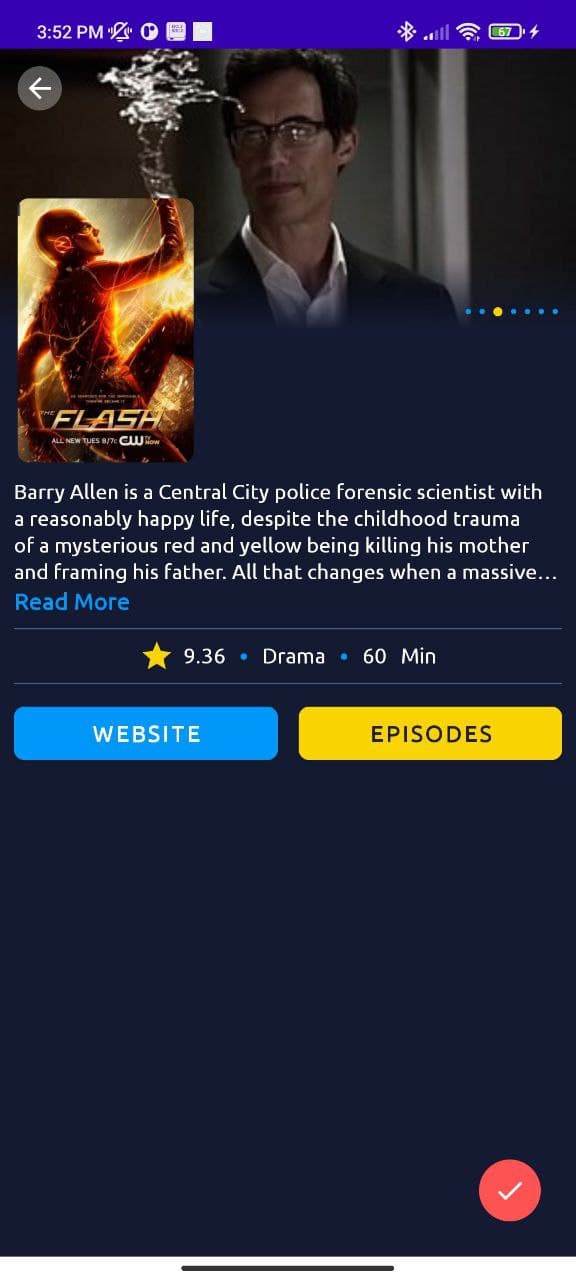 3:52 PM
67
THE
FLASH
ALL NEW TUES 8/7c CW NOW
Barry Allen is a Central City police forensic scientist with
a reasonably happy life, despite the childhood trauma
of a mysterious red and yellow being killing his mother
and framing his father. All that changes when a massive...
Read More
9.36 • Drama • 60 Min
WEBSITE
EPISODES